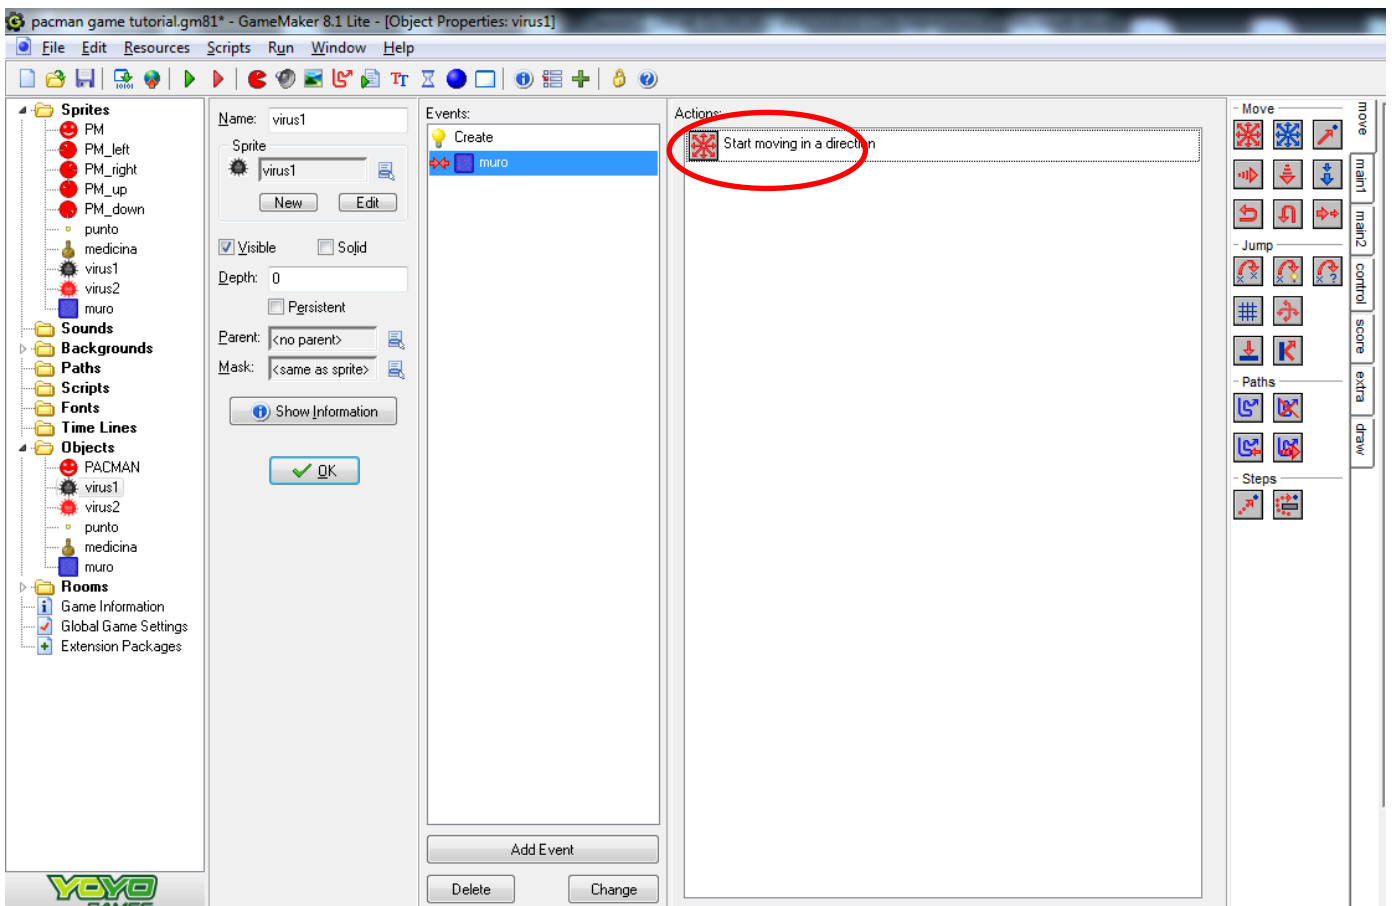 pacman game tutorial.gm81* - GameMaker 8.1 Lite - [Object Properties: virus1]
File Edit Resources Scripts Run Window Help
Sprites
PM
PM_left
PM_right
PM_up
PM_down
punto
medicina
virus1
virus2
muro
Sounds
Backgrounds
Paths
Scripts
Fonts
Time Lines
Objects
PACMAN
virus1
virus2
punto
medicina
muro
Rooms
Game Information
Global Game Settings
Extension Packages
YOYO
GAMES
Name: virus1
Sprite
virus1
New Edit
Visible Solid
Depth: 0
Persistent
Parent: <no parent>
Mask: <same as sprite>
Show Information
OK
Events:
Create
muro
Add Event
Delete Change
Actions:
Start moving in a direction
Move
Jump
Paths
Steps
move
main1
main2
control
score
extra
draw